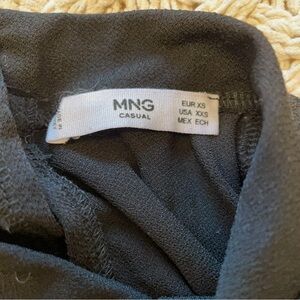 MNG
CASUAL
EUR XS
USA XXS
MEX ECH